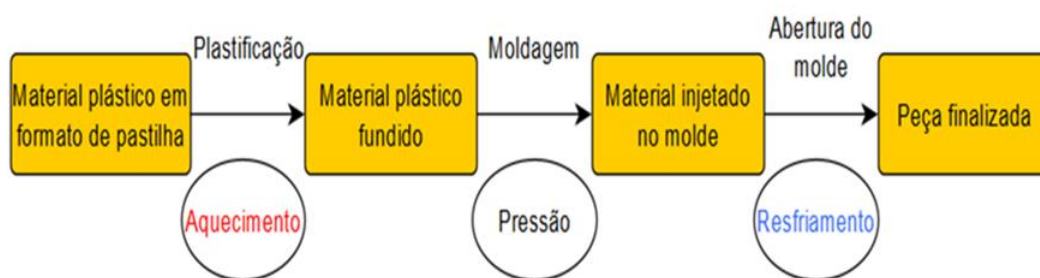 Material plástico em
formato de pastilha
Plastificação
Aquecimento
Material plástico
fundido
Moldagem
Pressão
Material injetado
no molde
Abertura do
molde
Resfriamento
Peça finalizada